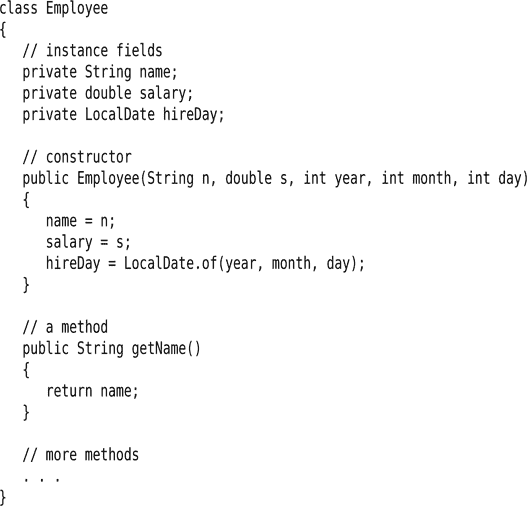 class Employee
{
   // instance fields
   private String name;
   private double salary;
   private LocalDate hireDay;

   // constructor
   public Employee(String n, double s, int year, int month, int day)
   {
      name = n;
      salary = s;
      hireDay = LocalDate.of(year, month, day);
   }

   // a method
   public String getName()
   {
      return name;
   }

   // more methods
   . . .
}